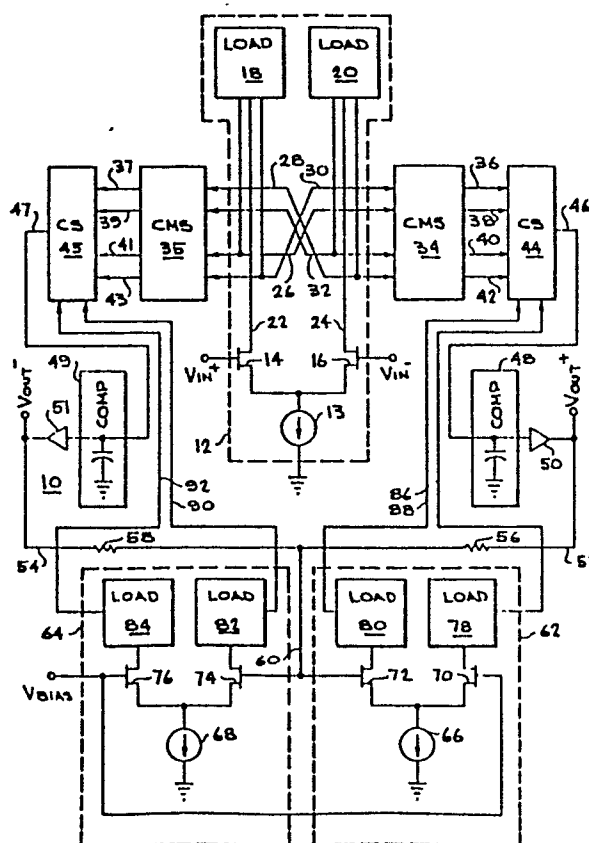 LOAD LOAD
18 20
28 30
37 36
47 39 38 46
CS CMS CMS CS
45 35 34 44
41 40
43 26 32 42
22 24
VIN+ 14 16 VIN-
49 48
VOUT- VOUT+
COMP COMP
51 13 50
12
10 92 86
90 88
58 56
54
LOAD LOAD LOAD LOAD
64 84 82 60 80 78 62
VBIAS 76 74 72 70
68 66